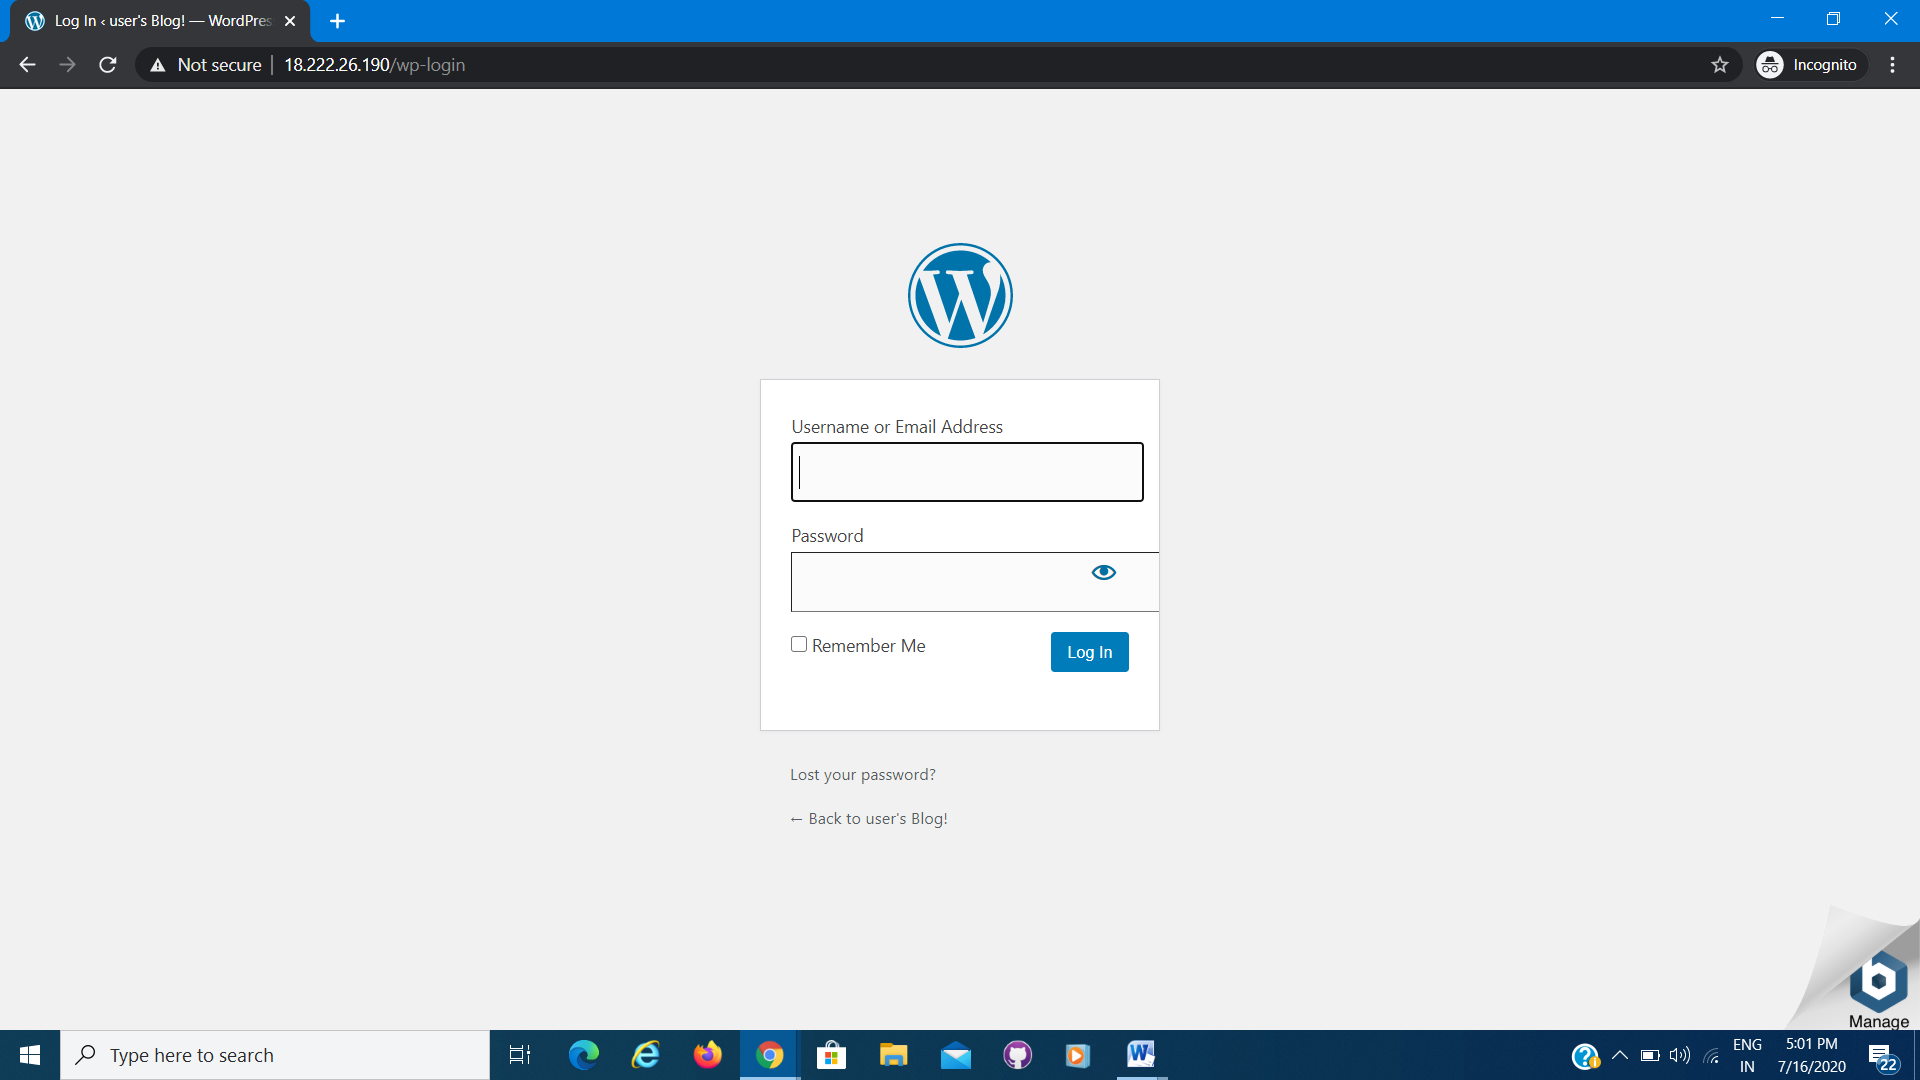 Log In ‹ user's Blog! — WordPres
Not secure
18.222.26.190/wp-login
Incognito
Username or Email Address
Password
Remember Me
Log In
Lost your password?
← Back to user's Blog!
Manage
Type here to search
ENG
IN
5:01 PM
7/16/2020
22